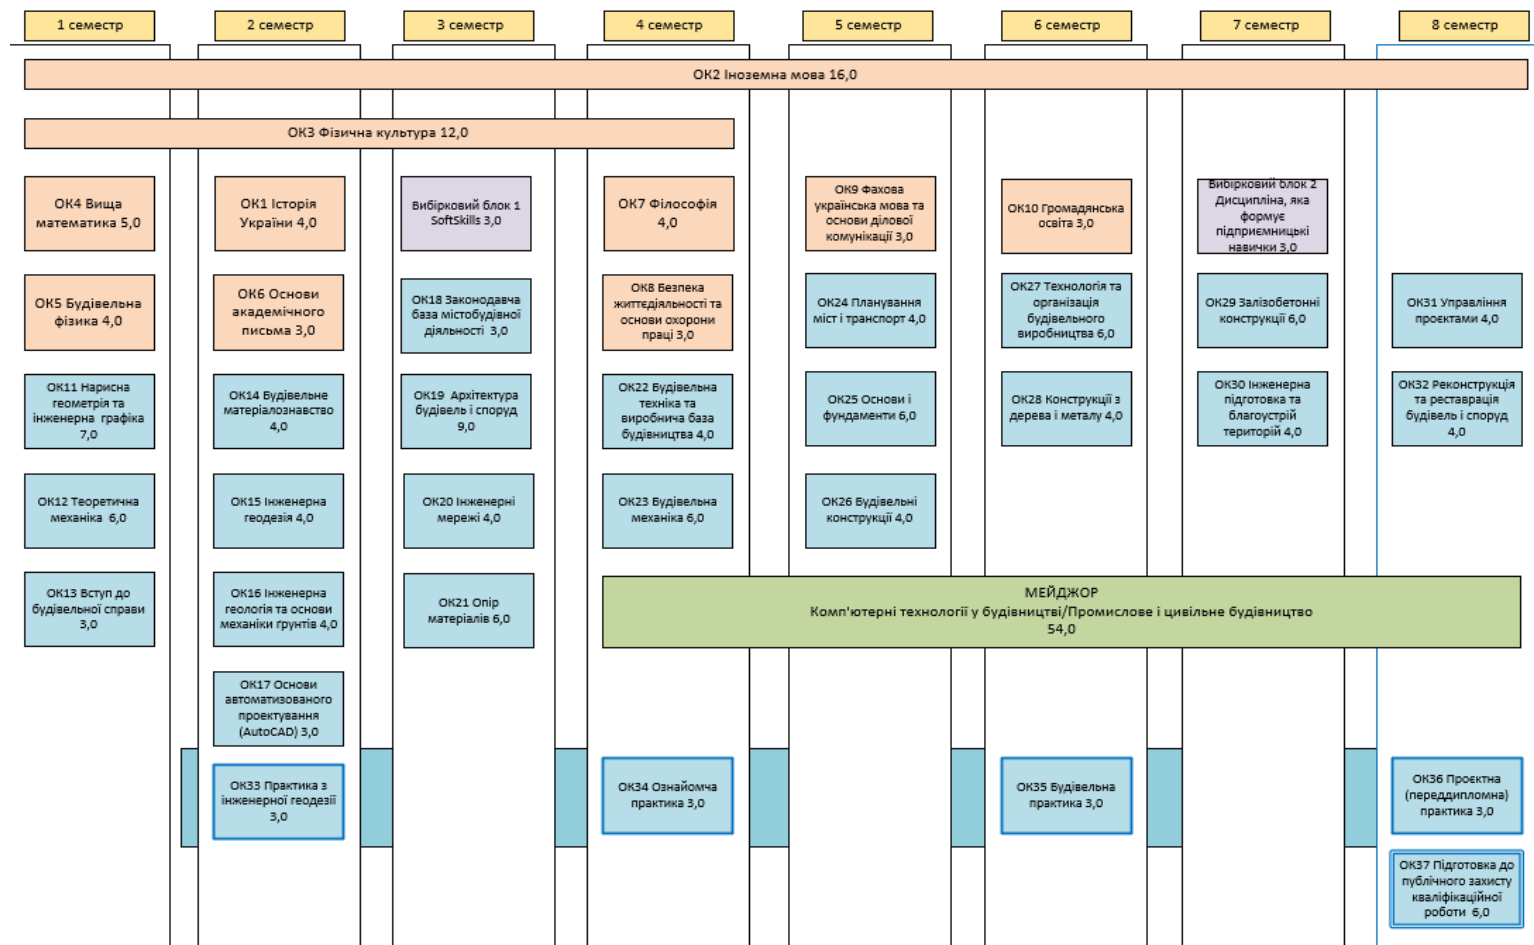 1 семестр
2 семестр
3 семестр
4 семестр
5 семестр
6 семестр
7 семестр
8 семестр
ОК2 Іноземна мова 16,0
ОК3 Фізична культура 12,0
ОК4 Вища
математика 5,0
ОК1 Історія
України 4,0
Вибірковий блок 1
SoftSkills 3,0
ОК7 Філософія
4,0
ОК9 Фахова
українська мова та
основи ділової
комунікації 3,0
ОК10 Громадянська
освіта 3,0
Вибірковий блок 2
Дисципліна, яка
формує
підприємницькі
навички 3,0
ОК5 Будівельна
фізика 4,0
ОК6 Основи
академічного
письма 3,0
ОК18 Законодавча
база містобудівної
діяльності 3,0
ОК8 Безпека
життєдіяльності та
основи охорони
праці 3,0
ОК24 Планування
міст і транспорт 4,0
ОК27 Технологія та
організація
будівельного
виробництва 6,0
ОК29 Залізобетонні
конструкції 6,0
ОК31 Управління
проєктами 4,0
ОК11 Нарисна
геометрія та
інженерна графіка
7,0
ОК14 Будівельне
матеріалознавство
4,0
ОК19 Архітектура
будівель і споруд
9,0
ОК22 Будівельна
техніка та
виробнича база
будівництва 4,0
ОК25 Основи і
фундаменти 6,0
ОК28 Конструкції з
дерева і металу 4,0
ОК30 Інженерна
підготовка та
благоустрій
територій 4,0
ОК32 Реконструкція
та реставрація
будівель і споруд
4,0
ОК12 Теоретична
механіка 6,0
ОК15 Інженерна
геодезія 4,0
ОК20 Інженерні
мережі 4,0
ОК23 Будівельна
механіка 6,0
ОК26 Будівельні
конструкції 4,0
ОК13 Вступ до
будівельної справи
3,0
ОК16 Інженерна
геологія та основи
механіки ґрунтів 4,0
ОК21 Опір
матеріалів 6,0
МЕЙДЖОР
Комп'ютерні технології у будівництві/Промислове і цивільне будівництво
54,0
ОК17 Основи
автоматизованого
проектування
(AutoCAD) 3,0
ОК33 Практика з
інженерної геодезії
3,0
ОК34 Ознайомча
практика 3,0
ОК35 Будівельна
практика 3,0
ОК36 Проєктна
(переддипломна)
практика 3,0
ОК37 Підготовка до
публічного захисту
кваліфікаційної
роботи 6,0